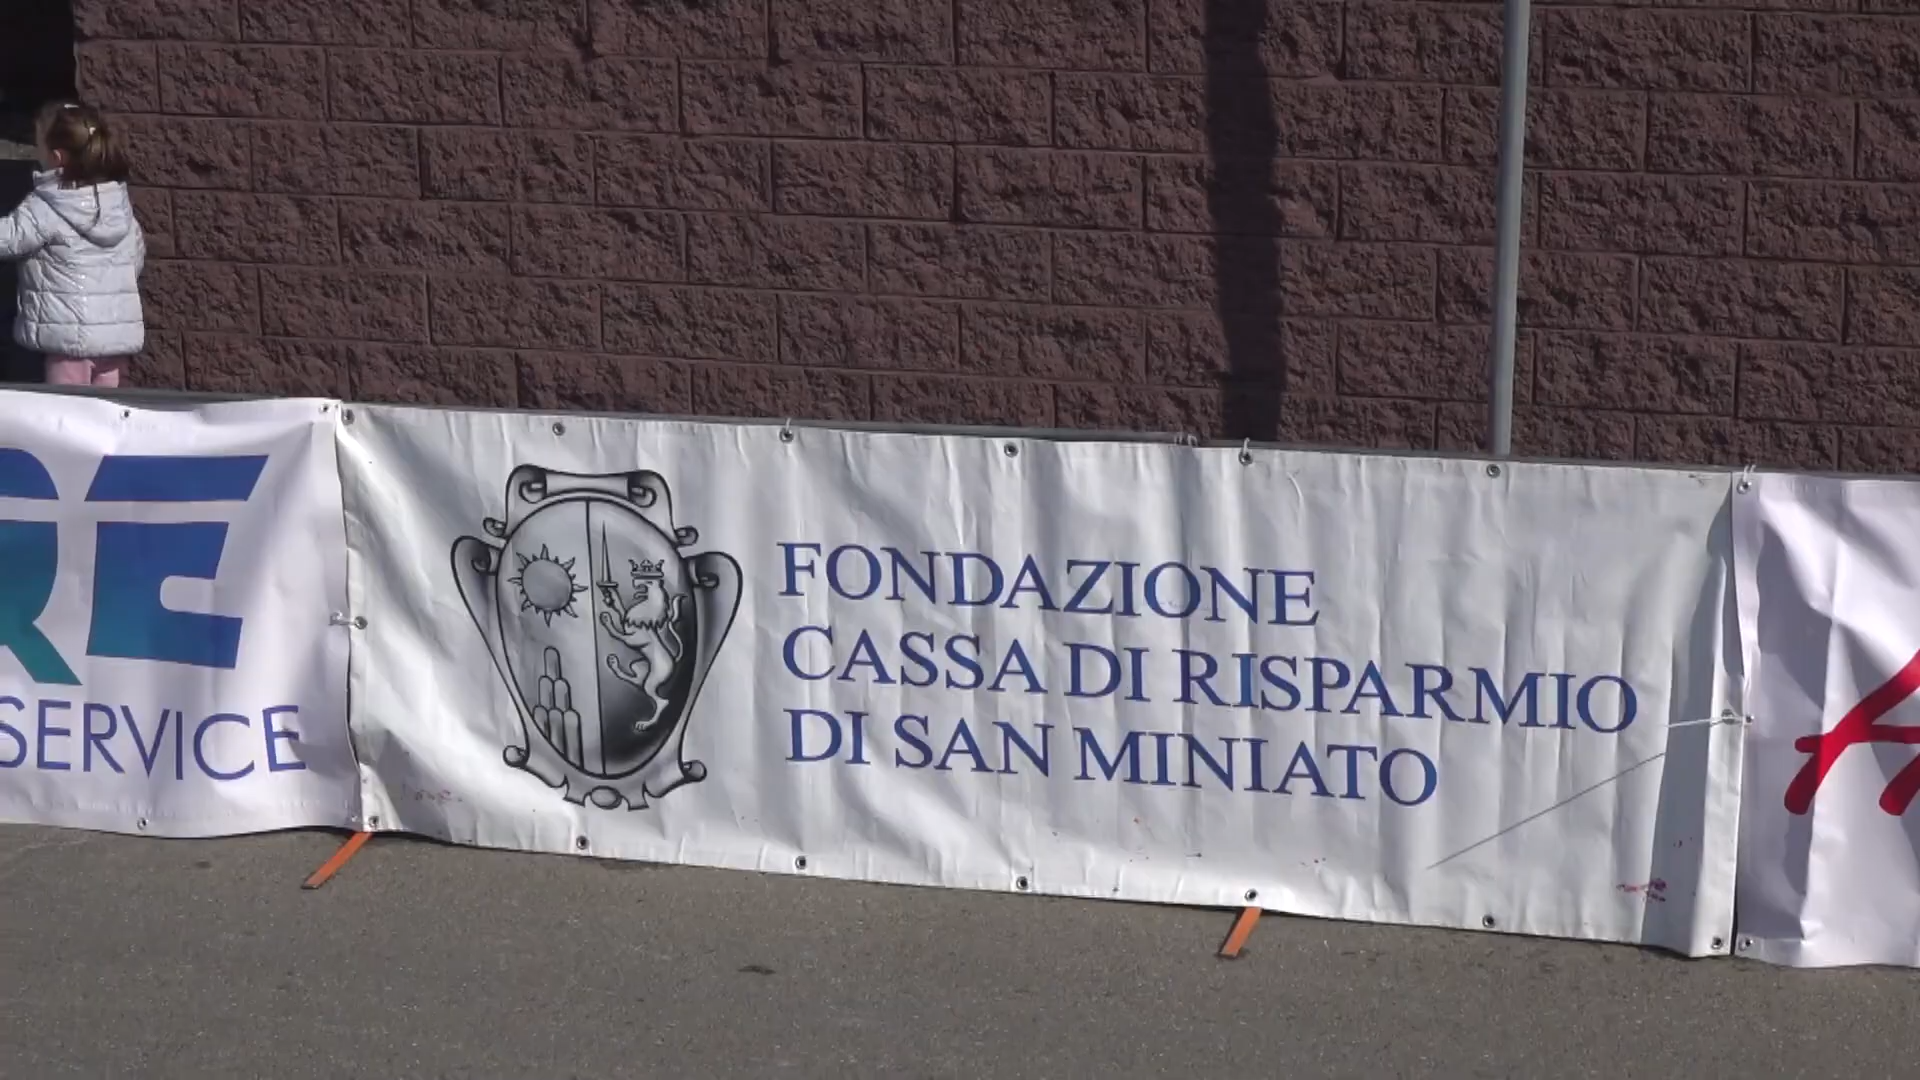 RE
SERVICE
FONDAZIONE
CASSA DI RISPARMIO
DI SAN MINIATO